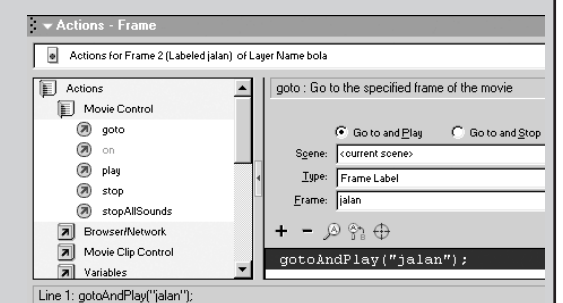 Actions - Frame
Actions for Frame 2 (Labeled jalan) of Layer Name bola
Actions
Movie Control
goto
on
play
stop
stopAllSounds
Browser/Network
Movie Clip Control
Variables
goto : Go to the specified frame of the movie
Go to and Play Go to and Stop
Scene: <current scene>
Type: Frame Label
Frame: jalan
gotoAndPlay("jalan");
Line 1: gotoAndPlay("jalan");